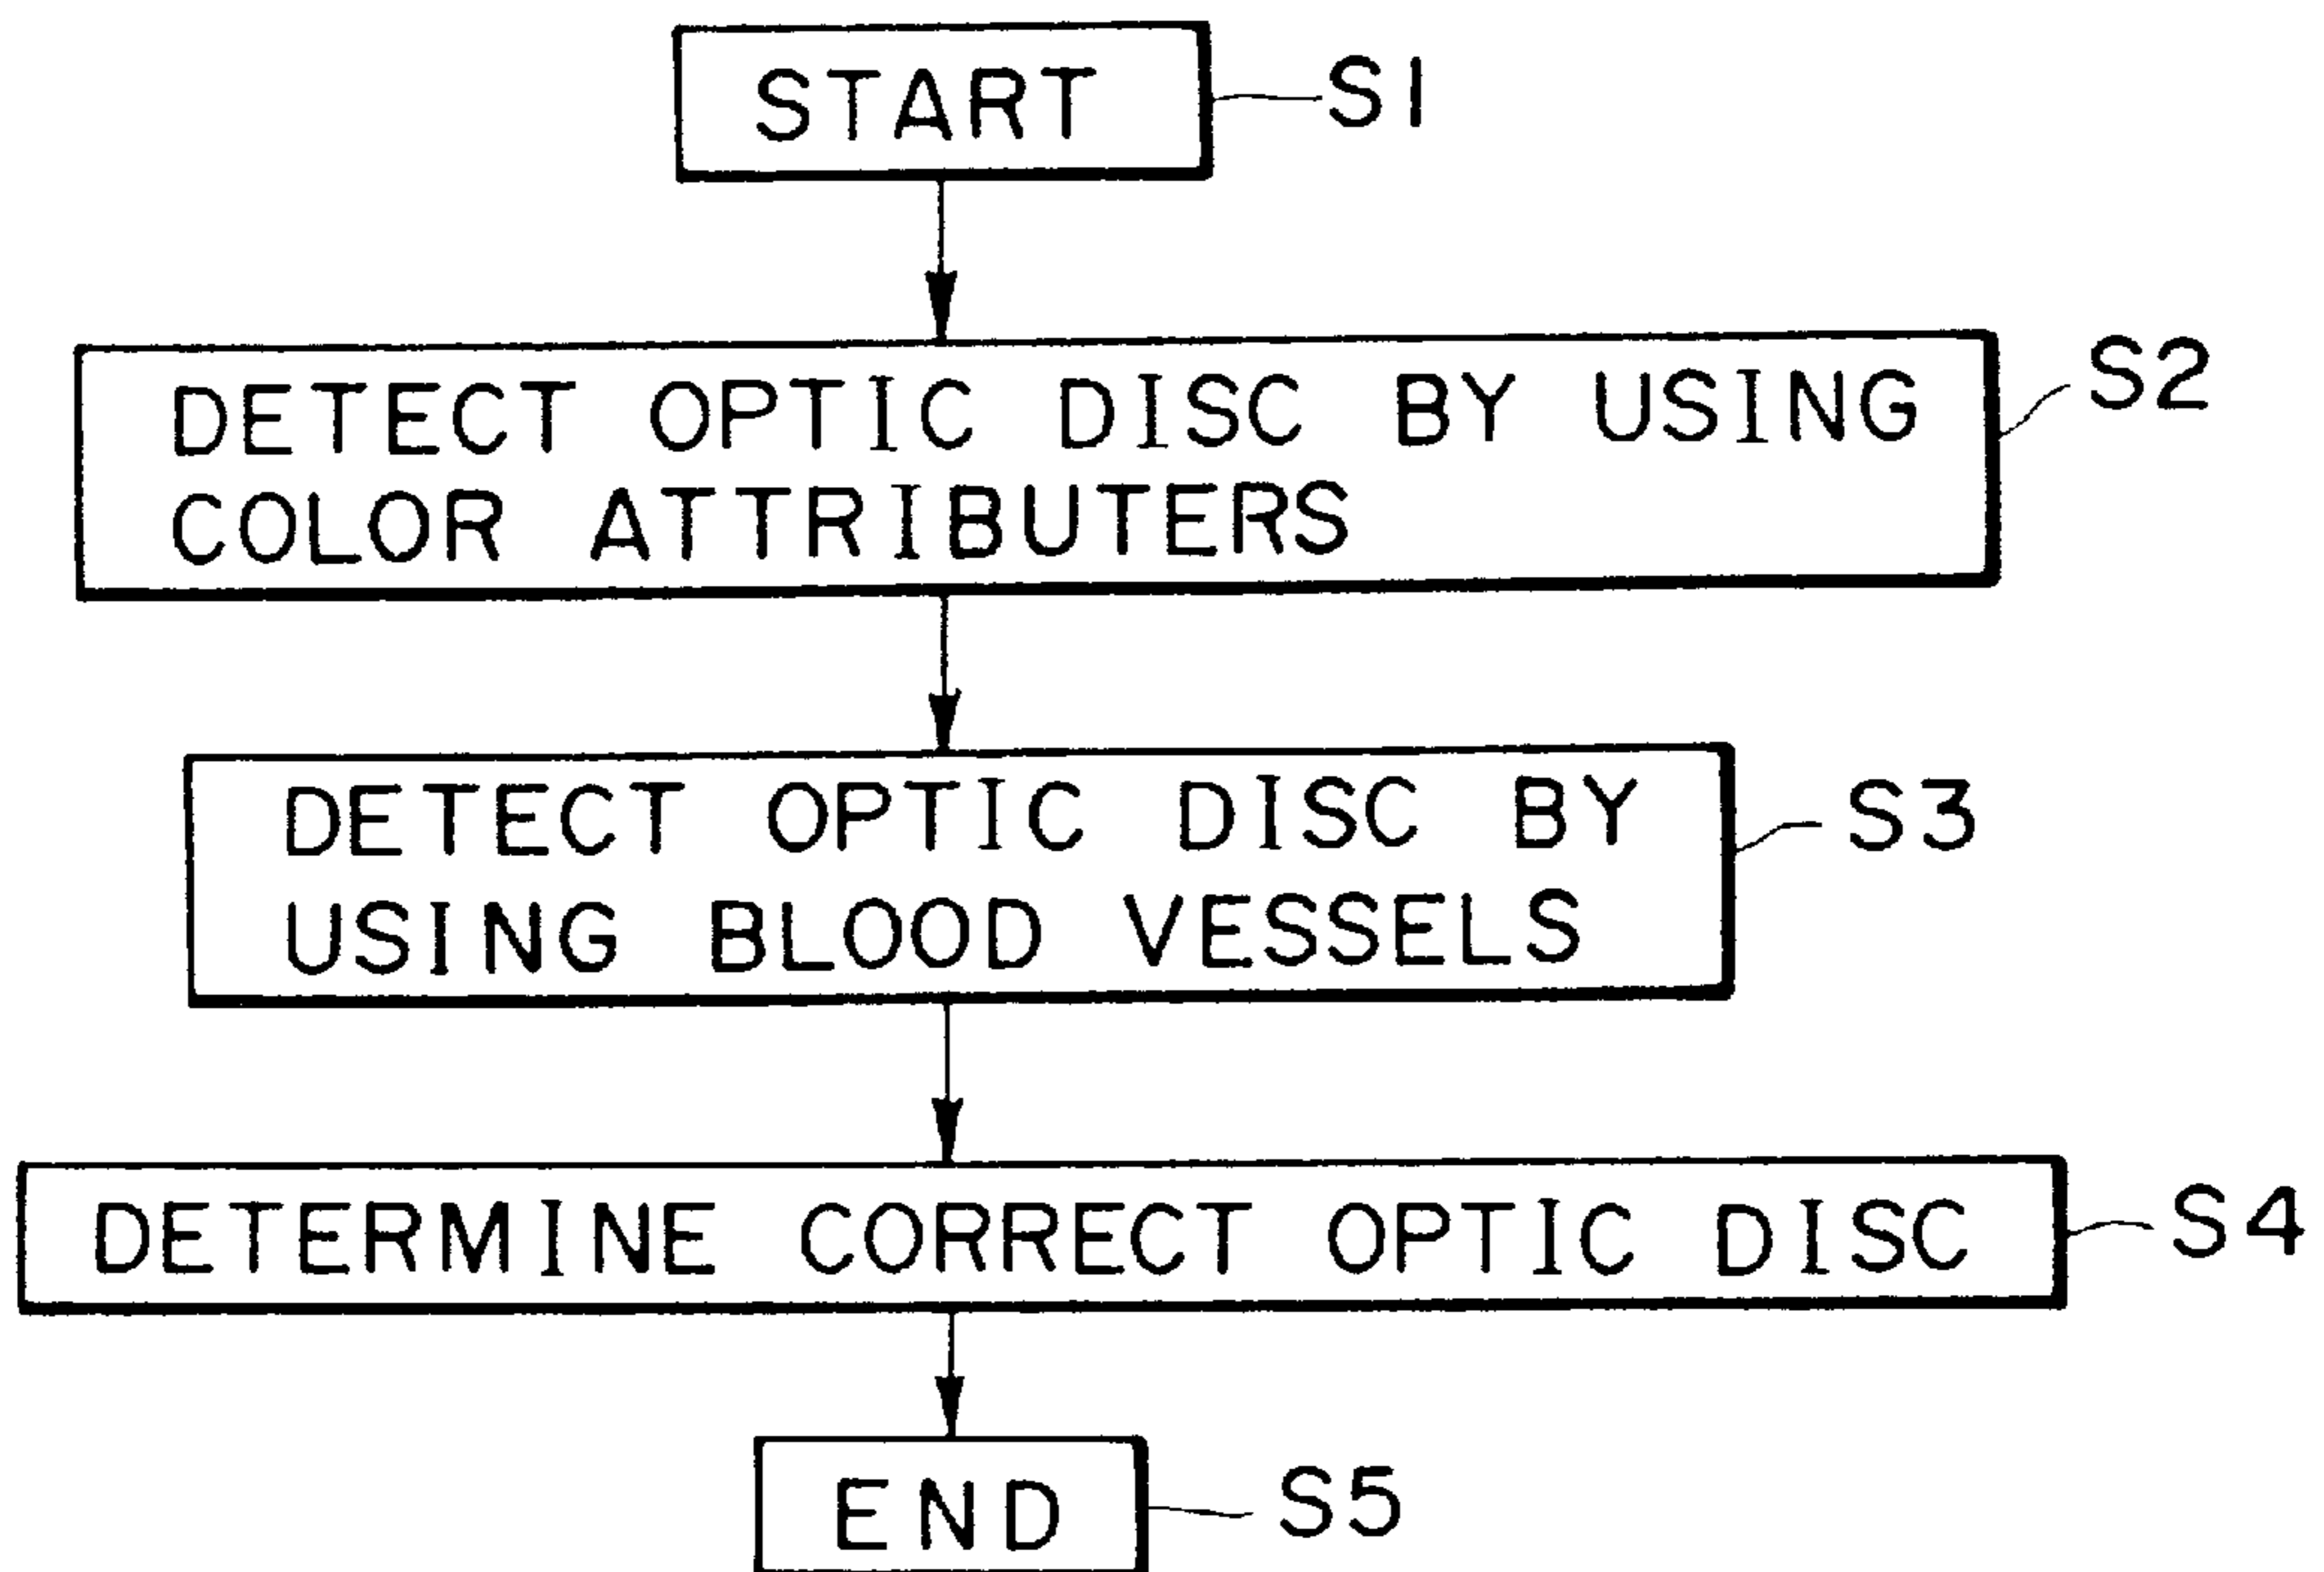 START
S1
DETECT OPTIC DISC BY USING
COLOR ATTRIBUTERS
S2
DETECT OPTIC DISC BY
USING BLOOD VESSELS
S3
DETERMINE CORRECT OPTIC DISC
S4
END
S5